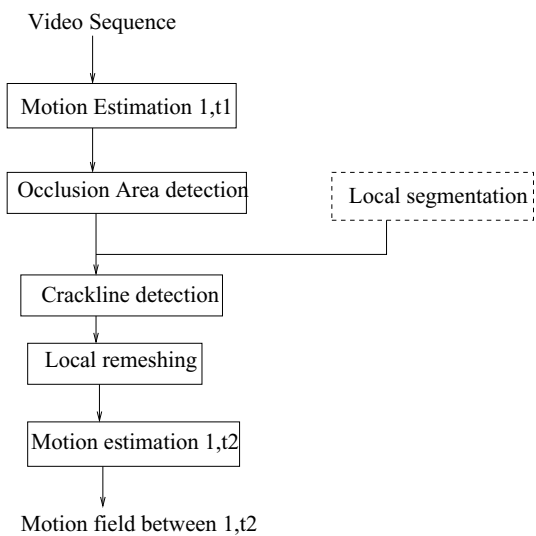 Video Sequence
Motion Estimation 1,t1
Occlusion Area detection
Local segmentation
Crackline detection
Local remeshing
Motion estimation 1,t2
Motion field between 1,t2